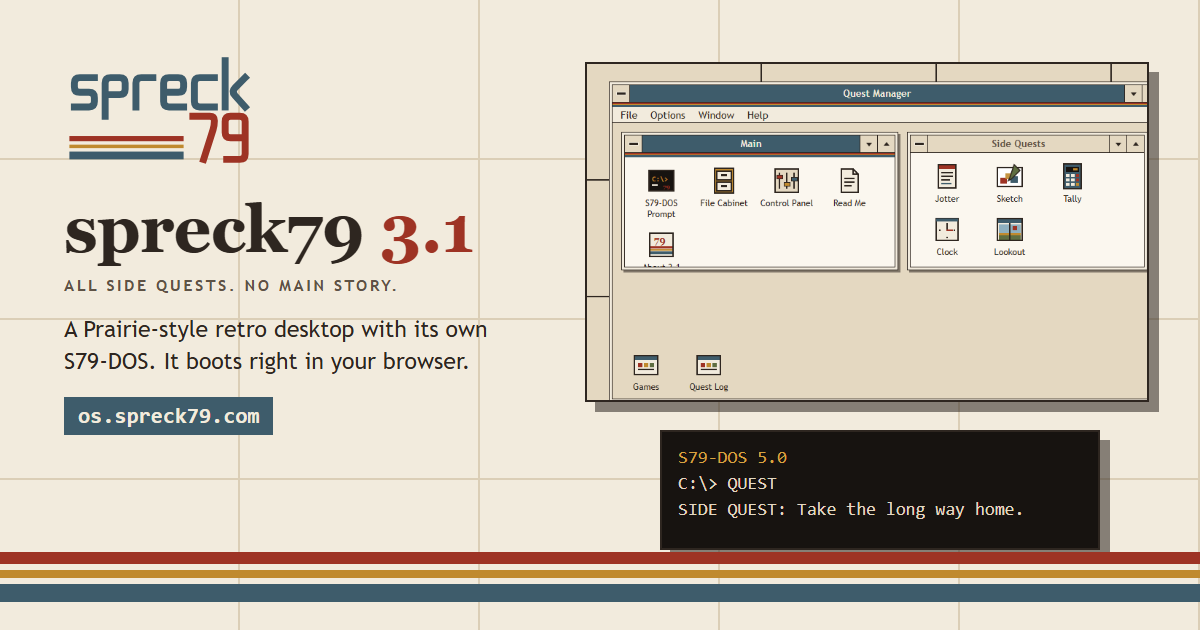 spreck
79
spreck79 3.1
ALL SIDE QUESTS. NO MAIN STORY.
A Prairie-style retro desktop with its own
S79-DOS. It boots right in your browser.
os.spreck79.com
Quest Manager
File Options Window Help
Main
C:\>
S79-DOS
Prompt
File Cabinet
Control Panel
Read Me
79
Side Quests
Jotter
Sketch
Tally
Clock
Lookout
Games
Quest Log
S79-DOS 5.0
C:\> QUEST
SIDE QUEST: Take the long way home.